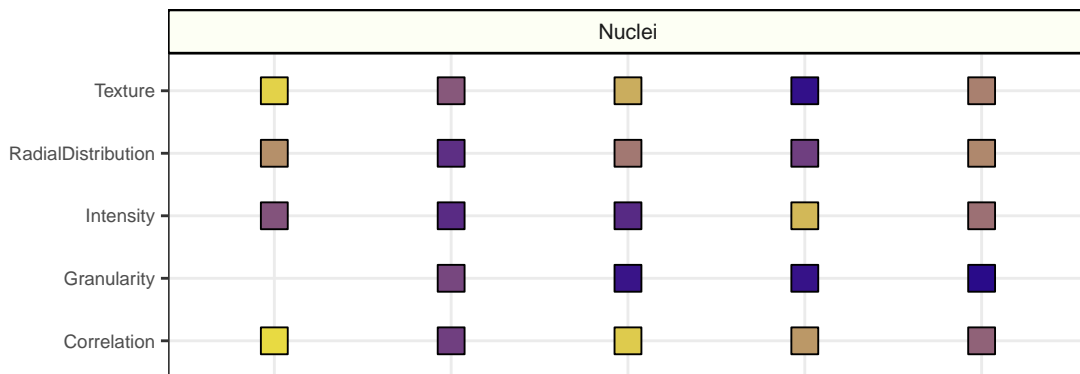 Nuclei
Texture
RadialDistribution
Intensity
Granularity
Correlation